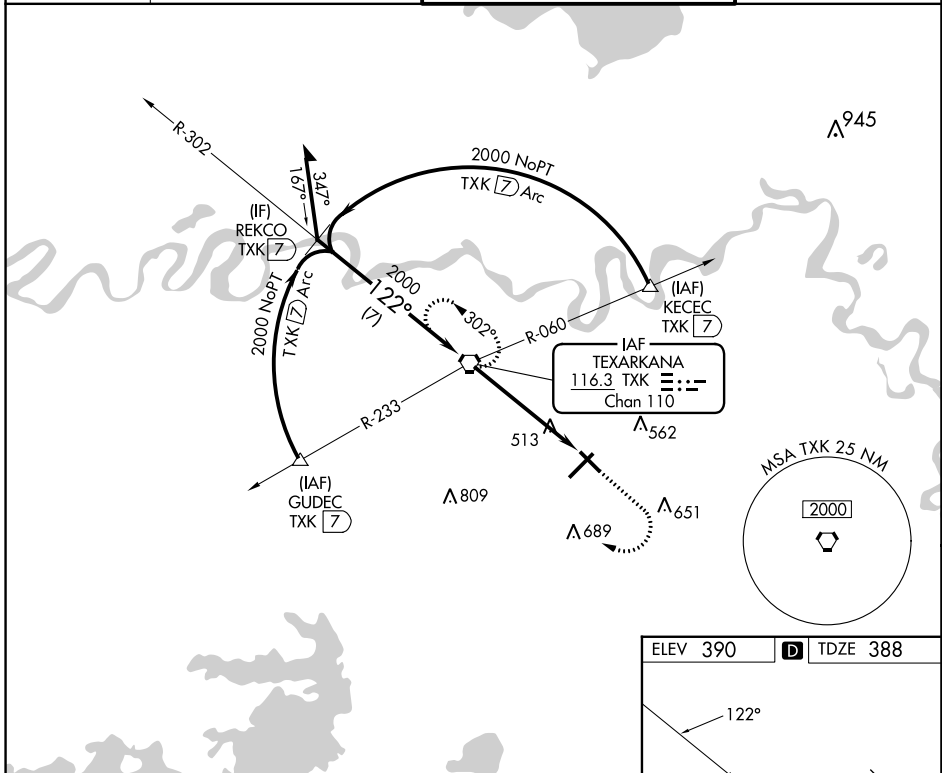 945
R-302
2000 NoPT
TXK 7 Arc
347°
167°
(IF)
REKCO
TXK 7
2000 NoPT
TXK 7 Arc
2000
122°
(7)
302°
R-060
(IAF)
KECEC
TXK 7
IAF
TEXARKANA
116.3 TXK
Chan 110
R-233
513
562
(IAF)
GUDEC
TXK 7
809
651
689
MSA TXK 25 NM
2000
ELEV 390 D TDZE 388
122°